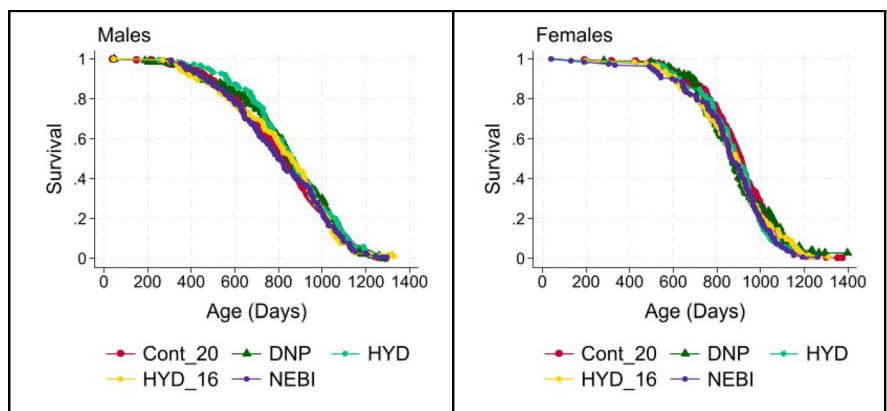 Males
1
.8
.6
.4
.2
0
Survival
0 200 400 600 800 1000 1200 1400
Age (Days)
Cont_20 DNP HYD
HYD_16 NEBI
Females
1
.8
.6
.4
.2
0
Survival
0 200 400 600 800 1000 1200 1400
Age (Days)
Cont_20 DNP HYD
HYD_16 NEBI